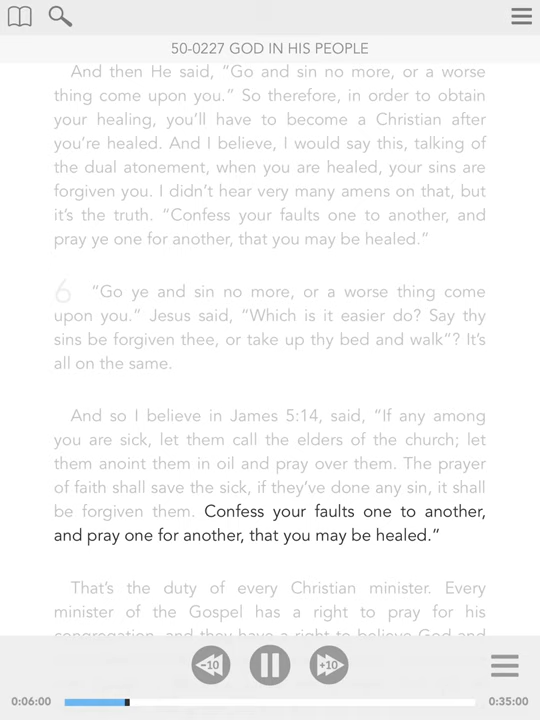 50-0227 GOD IN HIS PEOPLE
And then He said, “Go and sin no more, or a worse
thing come upon you.” So therefore, in order to obtain
your healing, you’ll have to become a Christian after
you’re healed. And I believe, I would say this, talking of
the dual atonement, when you are healed, your sins are
forgiven you. I didn’t hear very many amens on that, but
it’s the truth. “Confess your faults one to another, and
pray ye one for another, that you may be healed.”
6 “Go ye and sin no more, or a worse thing come
upon you.” Jesus said, “Which is it easier do? Say thy
sins be forgiven thee, or take up thy bed and walk”? It’s
all on the same.
And so I believe in James 5:14, said, “If any among
you are sick, let them call the elders of the church; let
them anoint them in oil and pray over them. The prayer
of faith shall save the sick, if they’ve done any sin, it shall
be forgiven them. Confess your faults one to another,
and pray one for another, that you may be healed.”
That’s the duty of every Christian minister. Every
minister of the Gospel has a right to pray for his
congregation, and they have a right to believe God and
-10 +10
0:06:00 0:35:00